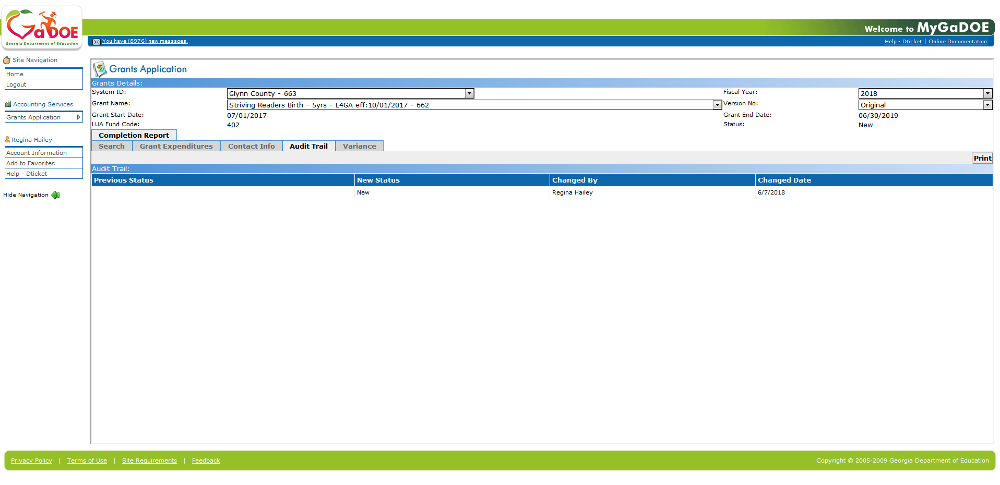 GaDOE
Georgia Department of Education
Welcome to MyGaDOE
You have (8976) new messages.
Help - Dticket | Online Documentation
Site Navigation
Home
Logout
Accounting Services
Grants Application
Regina Hailey
Account Information
Add to Favorites
Help - Dticket
Hide Navigation
Grants Application
Grants Details:
System ID: Glynn County - 663 Fiscal Year: 2018
Grant Name: Striving Readers Birth - 5yrs - L4GA eff:10/01/2017 - 662 Version No: Original
Grant Start Date: 07/01/2017 Grant End Date: 06/30/2019
LUA Fund Code: 402 Status: New
Completion Report
Search Grant Expenditures Contact Info Audit Trail Variance
Print
Audit Trail:
Previous Status New Status Changed By Changed Date
New Regina Hailey 6/7/2018
Privacy Policy | Terms of Use | Site Requirements | Feedback
Copyright © 2005-2009 Georgia Department of Education